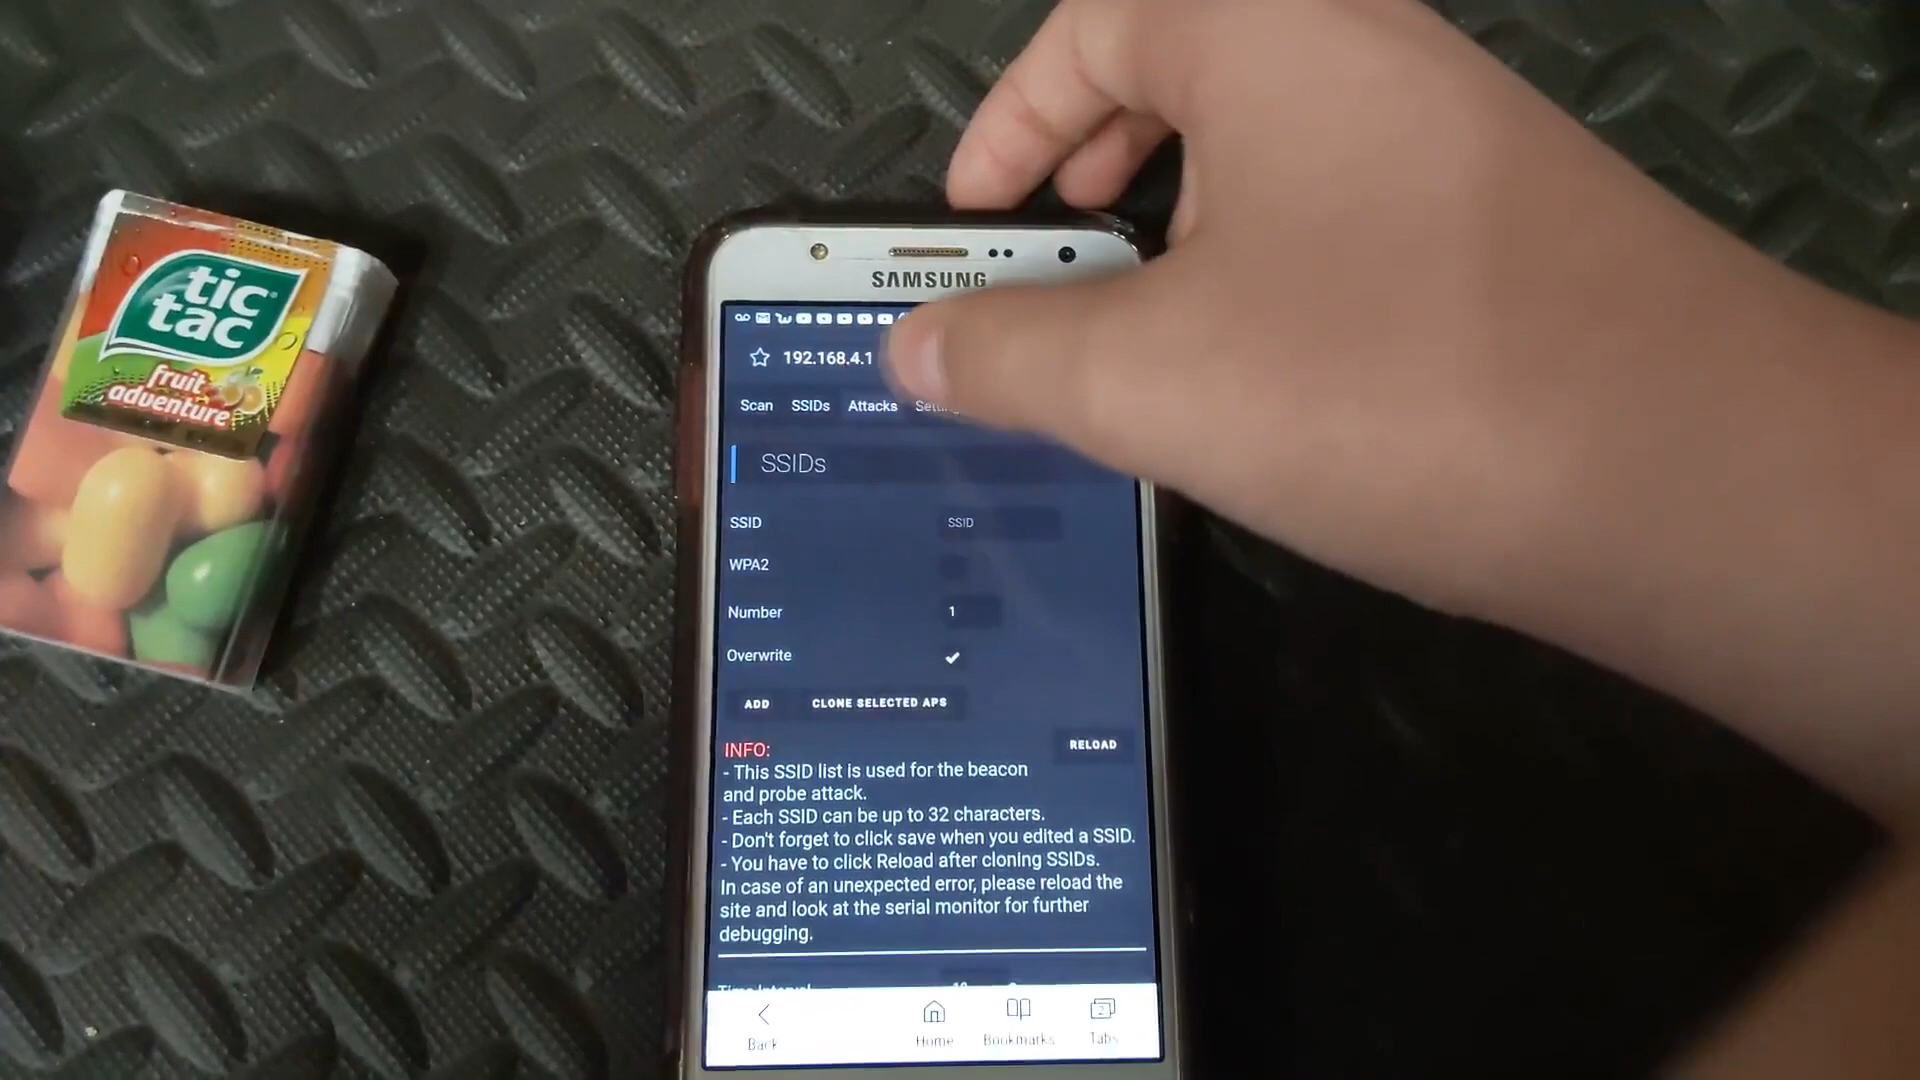 tic
tac
fruit
adventure
SAMSUNG
192.168.4.1
Scan SSIDs Attacks
SSIDs
SSID SSID
WPA2
Number 1
Overwrite
ADD CLONE SELECTED APS
RELOAD
INFO:
- This SSID list is used for the beacon
and probe attack.
- Each SSID can be up to 32 characters.
- Don't forget to click save when you edited a SSID.
- You have to click Reload after cloning SSIDs.
In case of an unexpected error, please reload the
site and look at the serial monitor for further
debugging.
Time Interval
Back Home Bookmarks Tabs